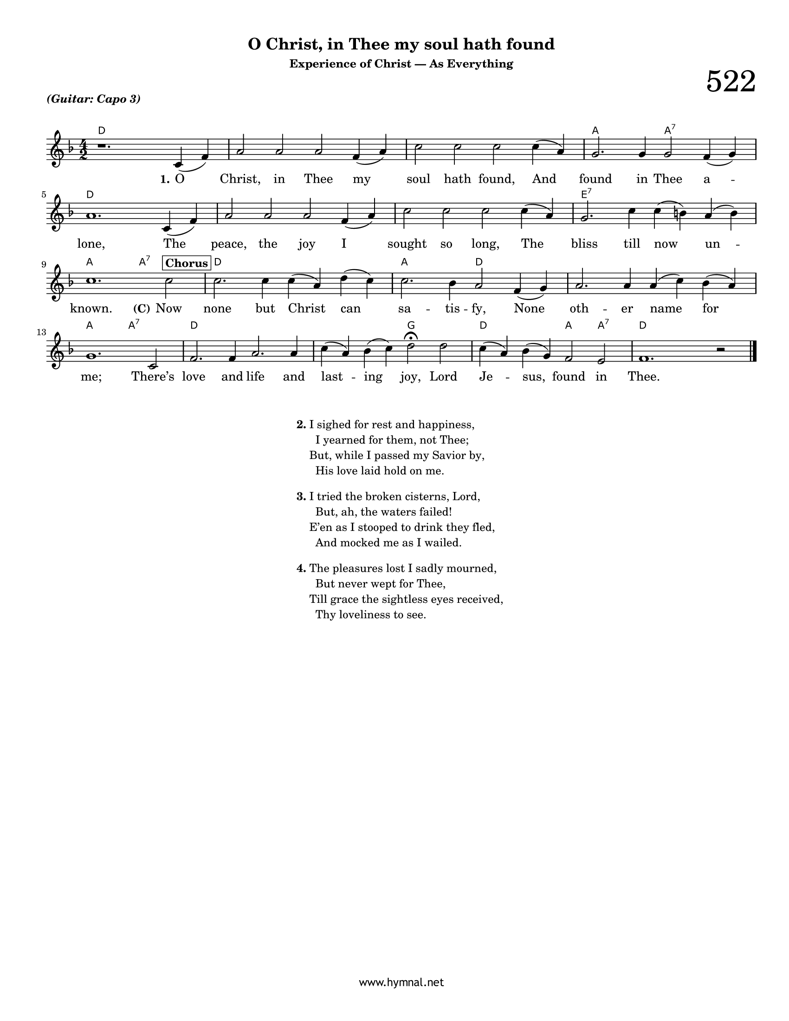 O Christ, in Thee my soul hath found
Experience of Christ — As Everything
522
(Guitar: Capo 3)
D A A7
1. O Christ, in Thee my soul hath found, And found in Thee a -
5 D E7
lone, The peace, the joy I sought so long, The bliss till now un -
9 A A7 Chorus D A D
known. (C) Now none but Christ can sa - tis - fy, None oth - er name for
13 A A7 D G D A A7 D
me; There's love and life and last - ing joy, Lord Je - sus, found in Thee.
2. I sighed for rest and happiness,
I yearned for them, not Thee;
But, while I passed my Savior by,
His love laid hold on me.
3. I tried the broken cisterns, Lord,
But, ah, the waters failed!
E'en as I stooped to drink they fled,
And mocked me as I wailed.
4. The pleasures lost I sadly mourned,
But never wept for Thee,
Till grace the sightless eyes received,
Thy loveliness to see.
www.hymnal.net